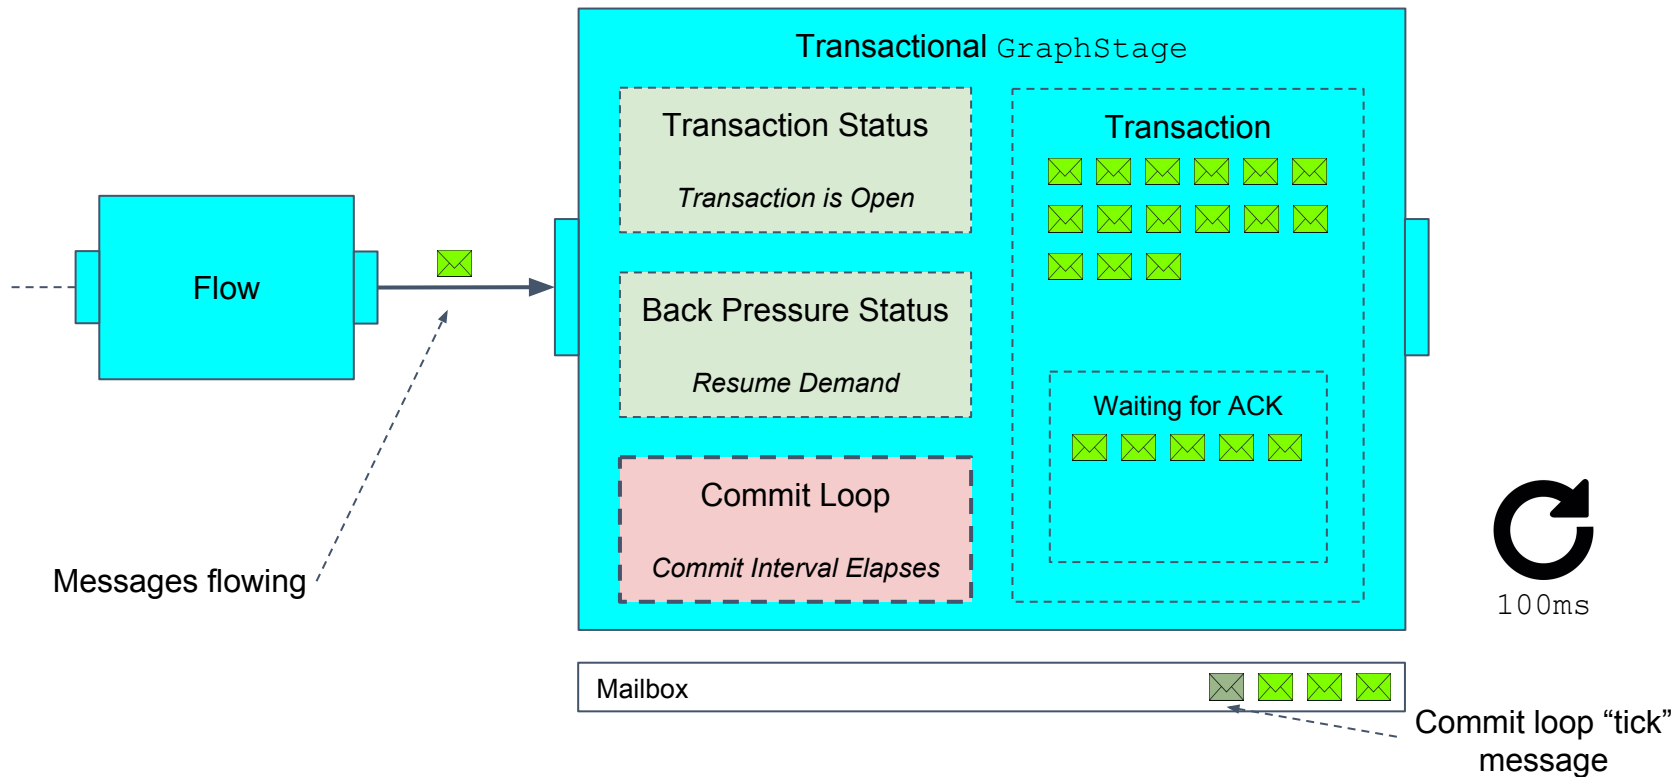 Transactional GraphStage
Transaction Status
Transaction is Open
Transaction
Flow
Back Pressure Status
Resume Demand
Waiting for ACK
Commit Loop
Commit Interval Elapses
Messages flowing
100ms
Mailbox
Commit loop “tick”
message